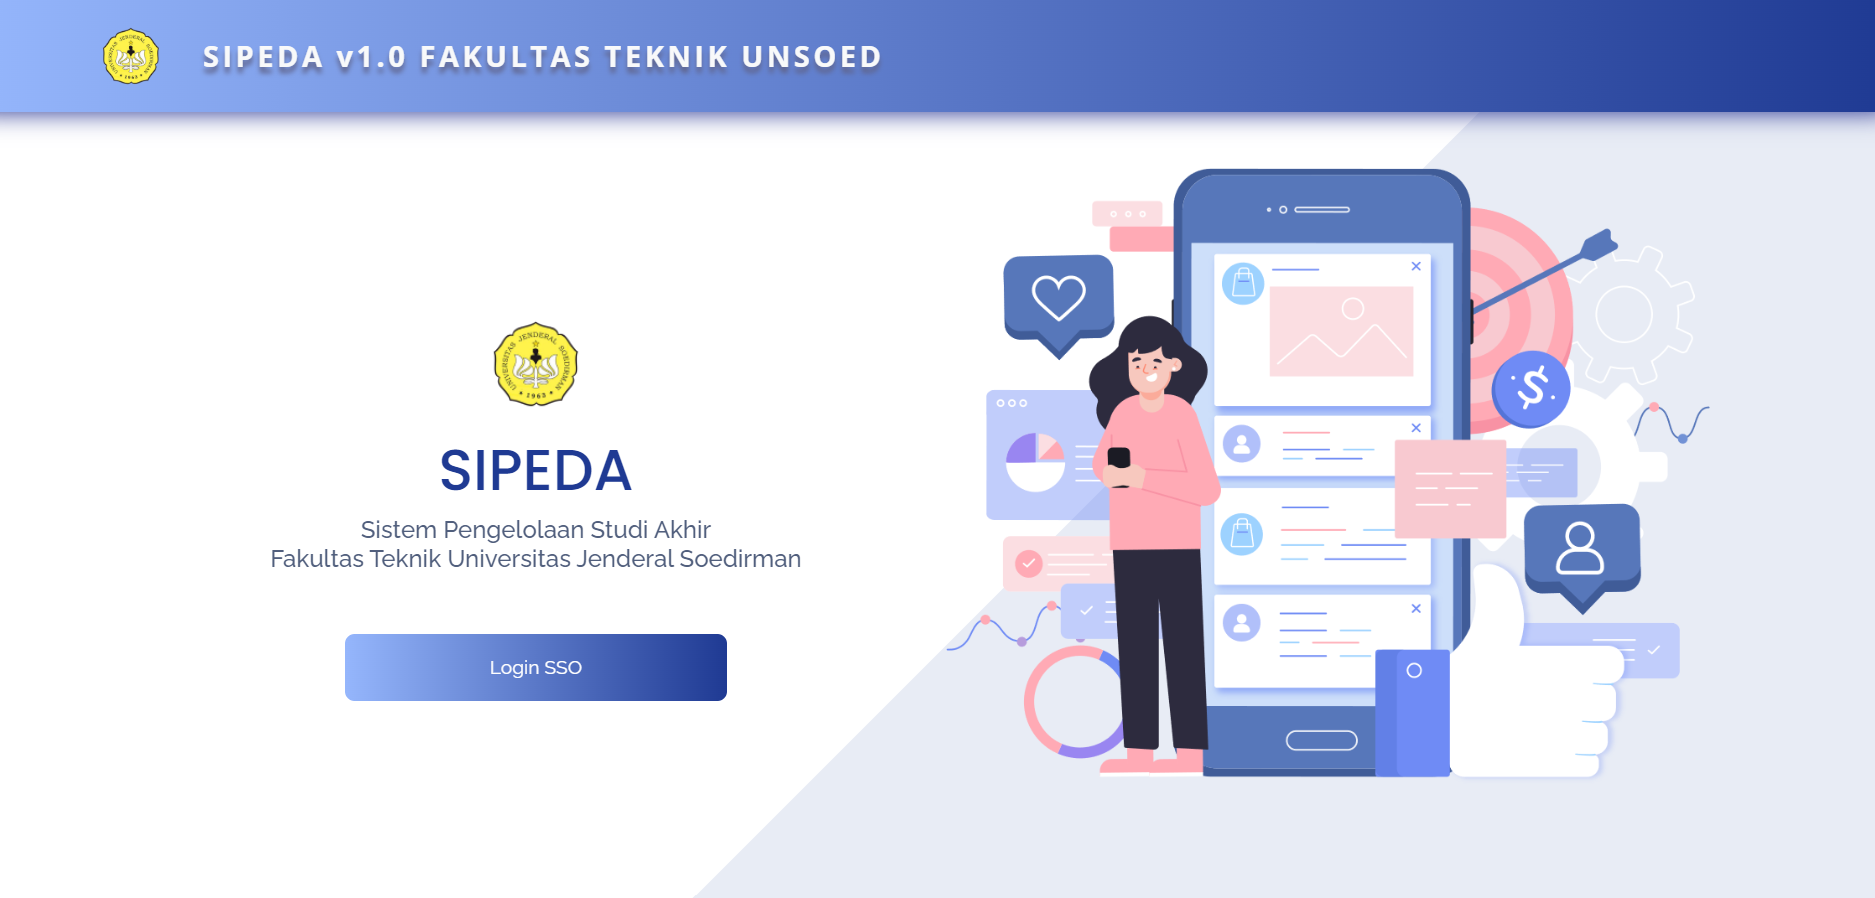 SIPEDA v1.0 FAKULTAS TEKNIK UNSOED
UNIVERSITAS JENDERAL SOEDIRMAN
1963
SIPEDA
Sistem Pengelolaan Studi Akhir
Fakultas Teknik Universitas Jenderal Soedirman
Login SSO
$